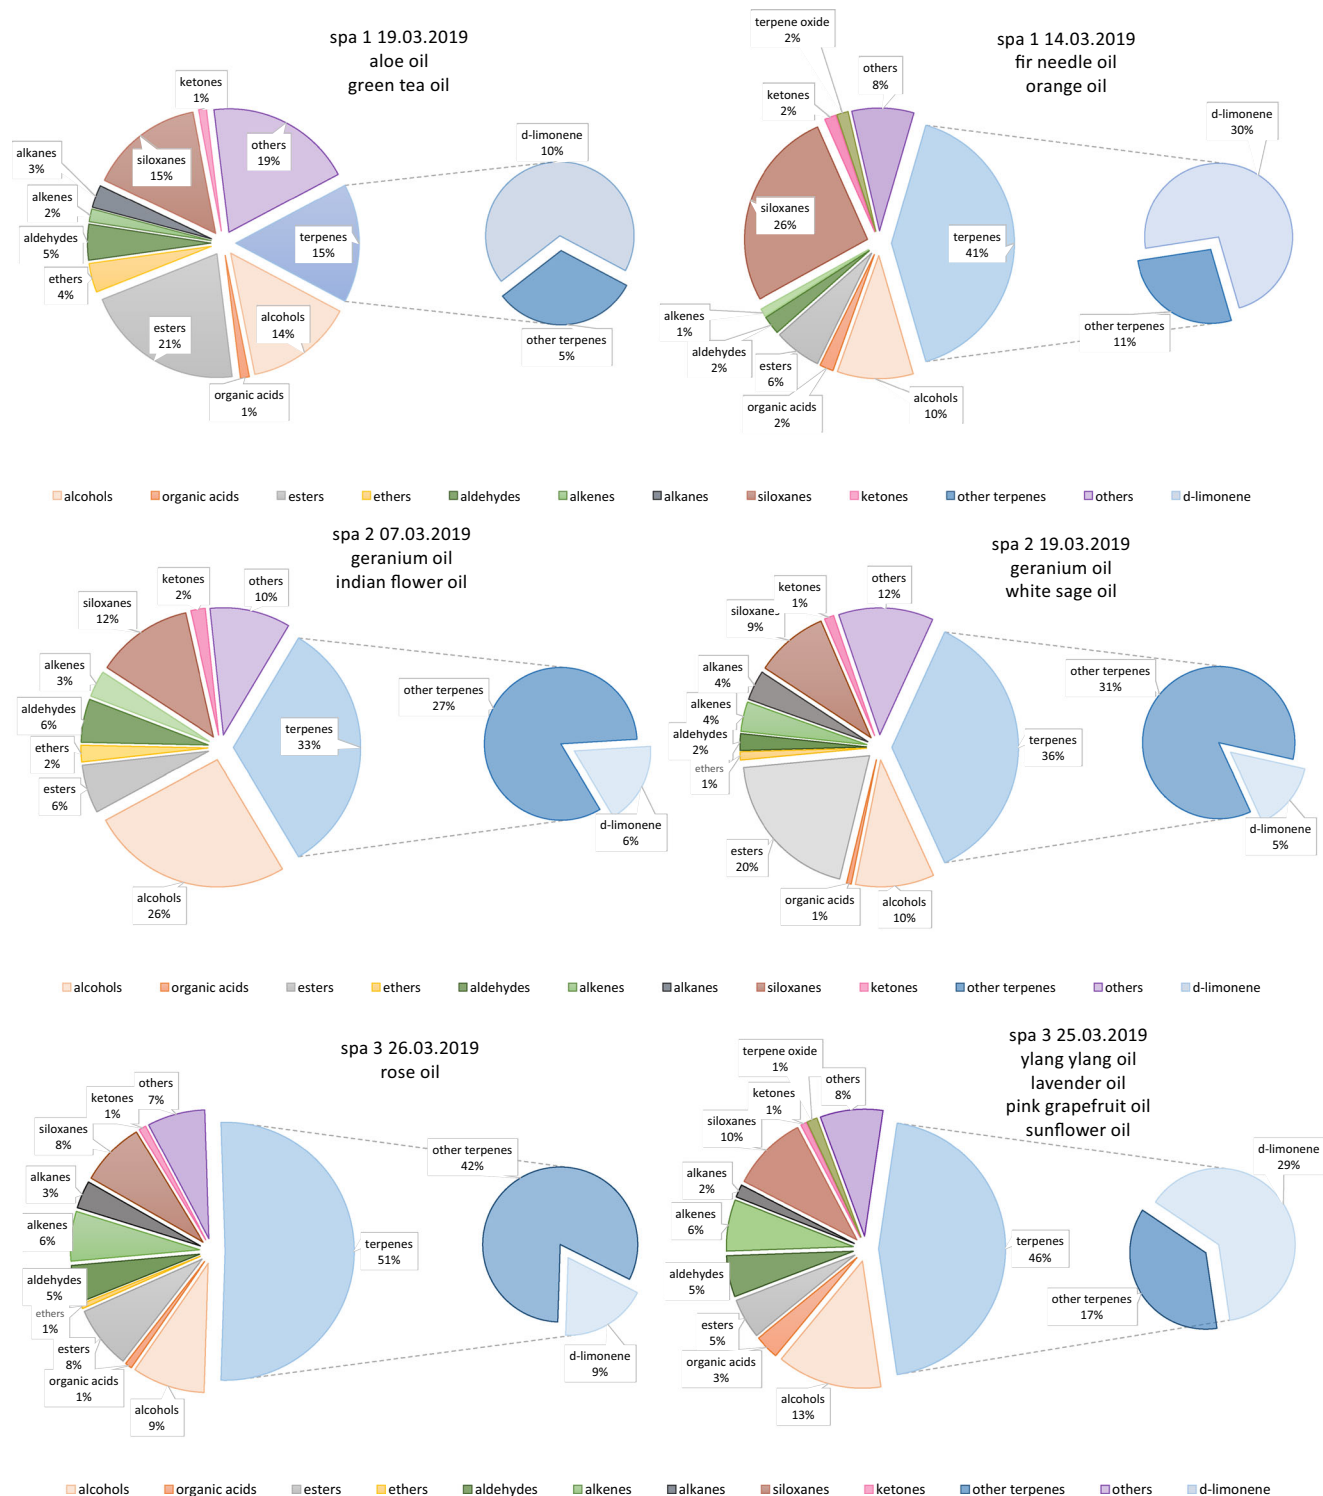 spa 1 19.03.2019
aloe oil
green tea oil
ketones
1%
others
19%
siloxanes
15%
alkanes
3%
alkenes
2%
aldehydes
5%
ethers
4%
esters
21%
organic acids
1%
alcohols
14%
terpenes
15%
d-limonene
10%
other terpenes
5%
spa 1 14.03.2019
fir needle oil
orange oil
terpene oxide
2%
others
8%
ketones
2%
siloxanes
26%
alkenes
1%
aldehydes
2%
esters
6%
organic acids
2%
alcohols
10%
terpenes
41%
d-limonene
30%
other terpenes
11%
alcohols
organic acids
esters
ethers
aldehydes
alkenes
alkanes
siloxanes
ketones
other terpenes
others
d-limonene
spa 2 07.03.2019
geranium oil
indian flower oil
ketones
2%
others
10%
siloxanes
12%
alkenes
3%
aldehydes
6%
ethers
2%
esters
6%
alcohols
26%
terpenes
33%
other terpenes
27%
d-limonene
6%
spa 2 19.03.2019
geranium oil
white sage oil
others
12%
ketones
1%
siloxanes
9%
alkanes
4%
alkenes
4%
aldehydes
2%
ethers
1%
esters
20%
organic acids
1%
alcohols
10%
terpenes
36%
other terpenes
31%
d-limonene
5%
alcohols
organic acids
esters
ethers
aldehydes
alkenes
alkanes
siloxanes
ketones
other terpenes
others
d-limonene
spa 3 26.03.2019
rose oil
others
7%
ketones
1%
siloxanes
8%
alkanes
3%
alkenes
6%
aldehydes
5%
ethers
1%
esters
8%
organic acids
1%
alcohols
9%
terpenes
51%
other terpenes
42%
d-limonene
9%
spa 3 25.03.2019
ylang ylang oil
lavender oil
pink grapefruit oil
sunflower oil
terpene oxide
1%
others
8%
ketones
1%
siloxanes
10%
alkanes
2%
alkenes
6%
aldehydes
5%
esters
5%
organic acids
3%
alcohols
13%
terpenes
46%
d-limonene
29%
other terpenes
17%
alcohols
organic acids
esters
ethers
aldehydes
alkenes
alkanes
siloxanes
ketones
other terpenes
others
d-limonene